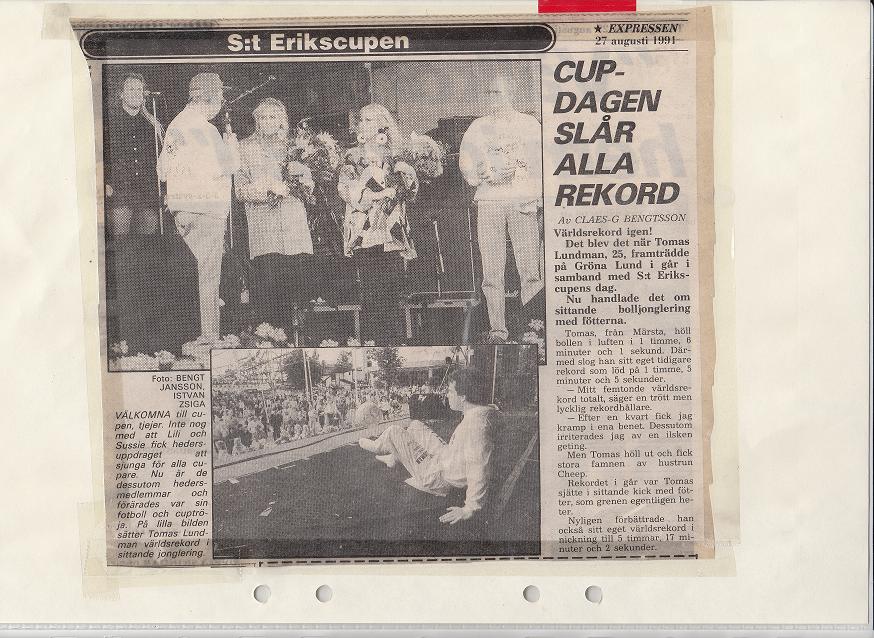 S:t Erikscupen
★ EXPRESSEN
27 augusti 1991
CUP-
DAGEN
SLÅR
ALLA
REKORD
Av CLAES-G BENGTSSON
Världsrekord igen!
Det blev det när Tomas
Lundman, 25, framträdde
på Gröna Lund i går i
samband med S:t Eriks-
cupens dag.
Nu handlade det om
sittande bolljonglering
med fötterna.
Tomas, från Märsta, höll
bollen i luften i 1 timme, 6
minuter och 1 sekund. Där-
med slog han sitt eget tidigare
rekord som löd på 1 timme, 5
minuter och 5 sekunder.
– Mitt femtonde världsre-
kord totalt, säger en trött men
lycklig rekordhållare.
– Efter en kvart fick jag
kramp i ena benet. Dessutom
irriterades jag av en ilsken
geting.
Men Tomas höll ut och fick
stora famnen av hustrun
Cheep.
Rekordet i går var Tomas
sjätte i sittande kick med föt-
ter, som grenen egentligen he-
ter.
Nyligen förbättrade han
också sitt eget världsrekord i
nickning till 5 timmar, 17 mi-
nuter och 2 sekunder.
Foto: BENGT
JANSSON,
ISTVAN
ZSIGA
VÄLKOMNA till cu-
pen, tjejer. Inte nog
med att Lili och
Sussie fick heders-
uppdraget att
sjunga för alla cu-
pare. Nu är de
dessutom heders-
medlemmar och
förärades var sin
fotboll och cuptrö-
ja. På lilla bilden
sätter Tomas Lund-
man världsrekord i
sittande jonglering.